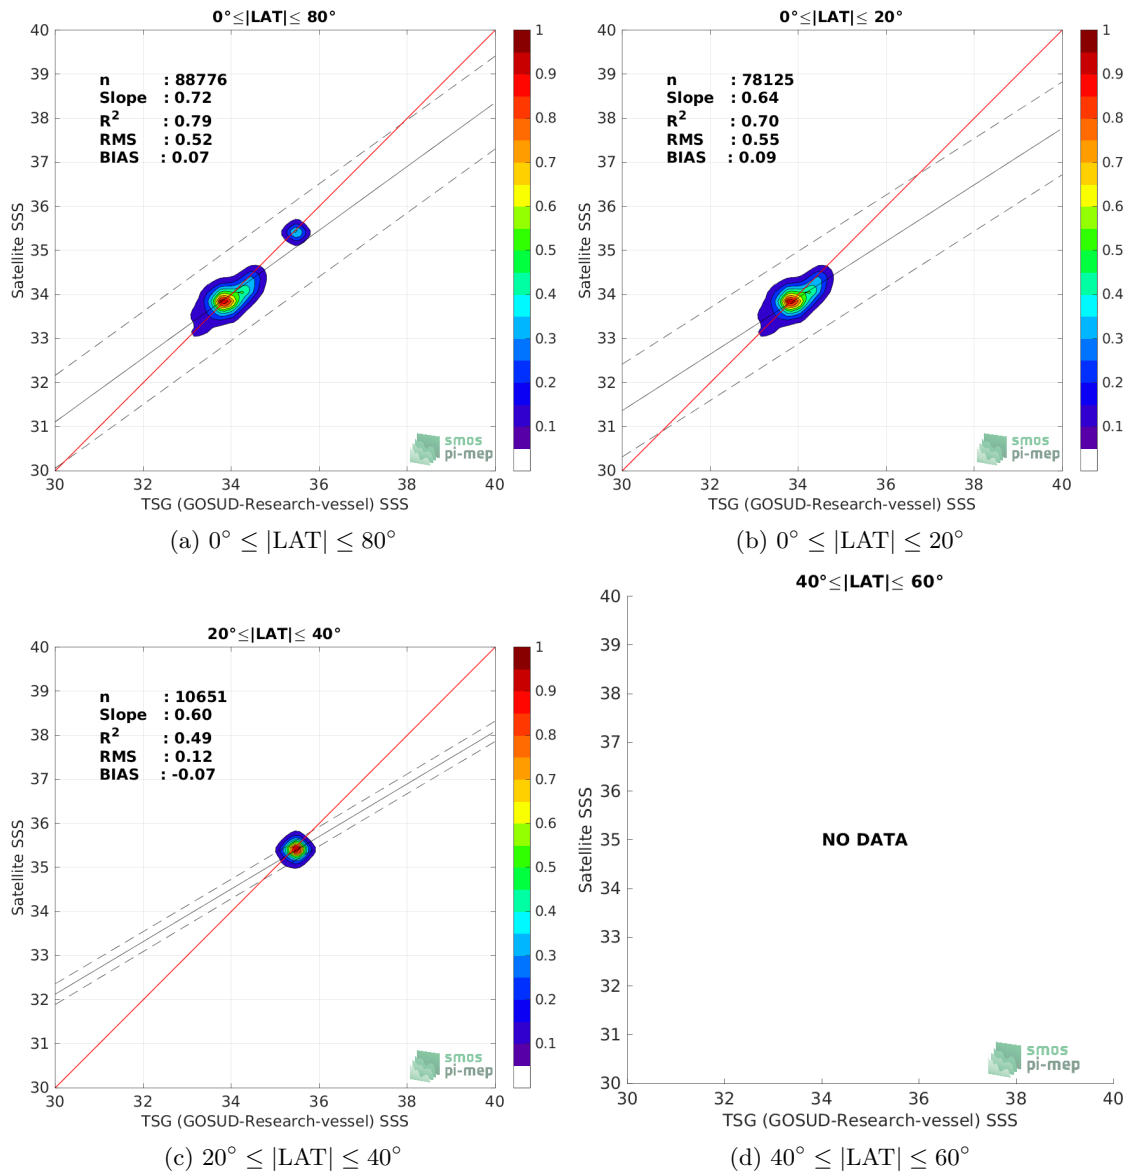 0°≤|LAT|≤ 80°
40
39
38
37
36
35
34
33
32
31
30
Satellite SSS
n : 88776
Slope : 0.72
R² : 0.79
RMS : 0.52
BIAS : 0.07
1
0.9
0.8
0.7
0.6
0.5
0.4
0.3
0.2
0.1
smos
pi-mep
30 32 34 36 38 40
TSG (GOSUD-Research-vessel) SSS
(a) 0° ≤ |LAT| ≤ 80°
0°≤|LAT|≤ 20°
40
39
38
37
36
35
34
33
32
31
30
Satellite SSS
n : 78125
Slope : 0.64
R² : 0.70
RMS : 0.55
BIAS : 0.09
1
0.9
0.8
0.7
0.6
0.5
0.4
0.3
0.2
0.1
smos
pi-mep
30 32 34 36 38 40
TSG (GOSUD-Research-vessel) SSS
(b) 0° ≤ |LAT| ≤ 20°
20°≤|LAT|≤ 40°
40
39
38
37
36
35
34
33
32
31
30
Satellite SSS
n : 10651
Slope : 0.60
R² : 0.49
RMS : 0.12
BIAS : -0.07
1
0.9
0.8
0.7
0.6
0.5
0.4
0.3
0.2
0.1
smos
pi-mep
30 32 34 36 38 40
TSG (GOSUD-Research-vessel) SSS
(c) 20° ≤ |LAT| ≤ 40°
40°≤|LAT|≤ 60°
40
39
38
37
36
35
34
33
32
31
30
Satellite SSS
NO DATA
smos
pi-mep
30 32 34 36 38 40
TSG (GOSUD-Research-vessel) SSS
(d) 40° ≤ |LAT| ≤ 60°